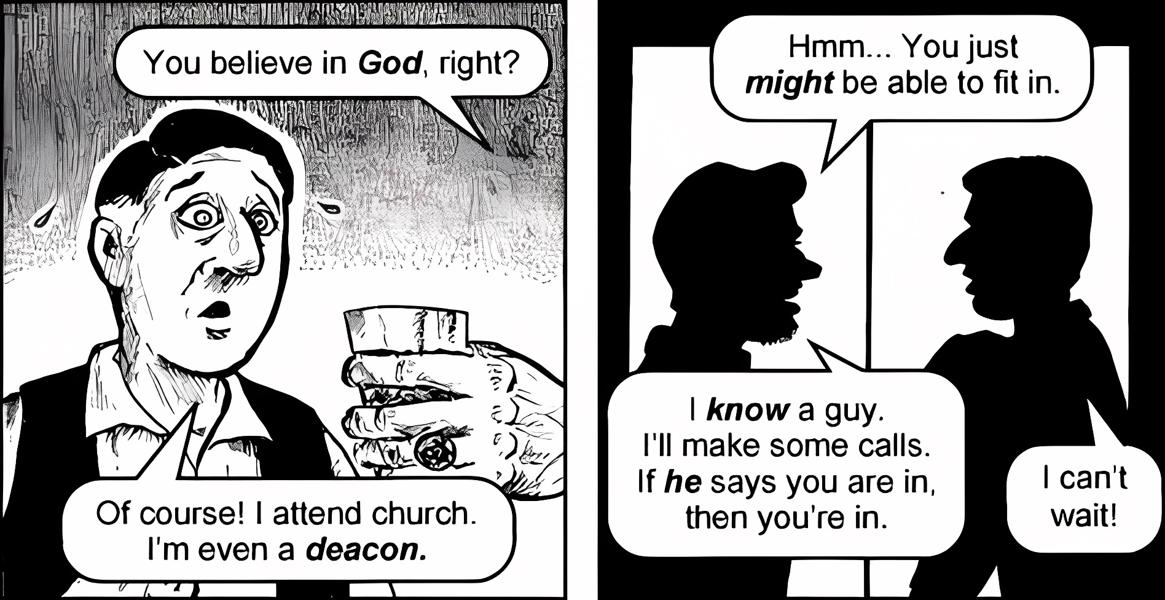 You believe in God, right?
Of course! I attend church.
I'm even a deacon.
Hmm... You just
might be able to fit in.
I know a guy.
I'll make some calls.
If he says you are in,
then you're in.
I can't
wait!